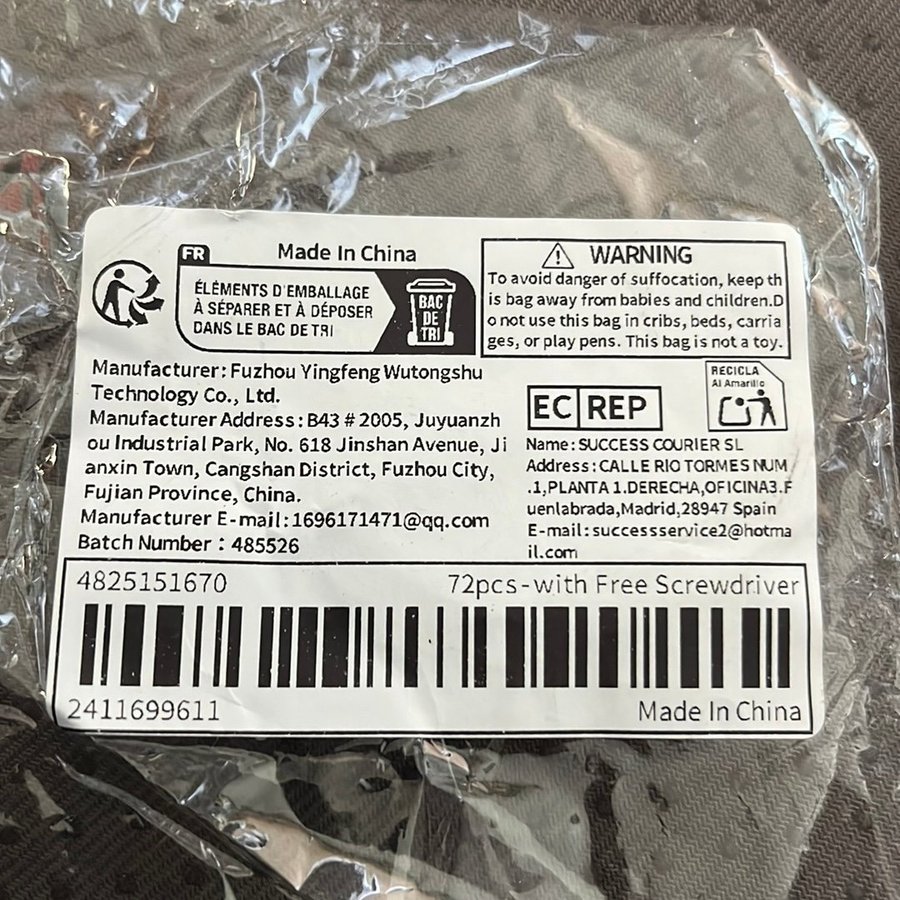 FR
Made In China
ÉLÉMENTS D'EMBALLAGE
À SÉPARER ET À DÉPOSER
DANS LE BAC DE TRI
BAC
DE
TRI
WARNING
To avoid danger of suffocation, keep th
is bag away from babies and children.D
o not use this bag in cribs, beds, carria
ges, or play pens. This bag is not a toy.
Manufacturer: Fuzhou Yingfeng Wutongshu
Technology Co., Ltd.
Manufacturer Address: B43 # 2005, Juyuanzh
ou Industrial Park, No. 618 Jinshan Avenue, Ji
anxin Town, Cangshan District, Fuzhou City,
Fujian Province, China.
Manufacturer E-mail: 1696171471@qq.com
Batch Number : 485526
EC REP
RECICLA
Al Amarillo
Name: SUCCESS COURIER SL
Address: CALLE RIO TORMES NUM
.1,PLANTA 1.DERECHA,OFICINA3.F
uenlabrada,Madrid,28947 Spain
E-mail: successservice2@hotma
il.com
4825151670
72pcs-with Free Screwdriver
2411699611
Made In China